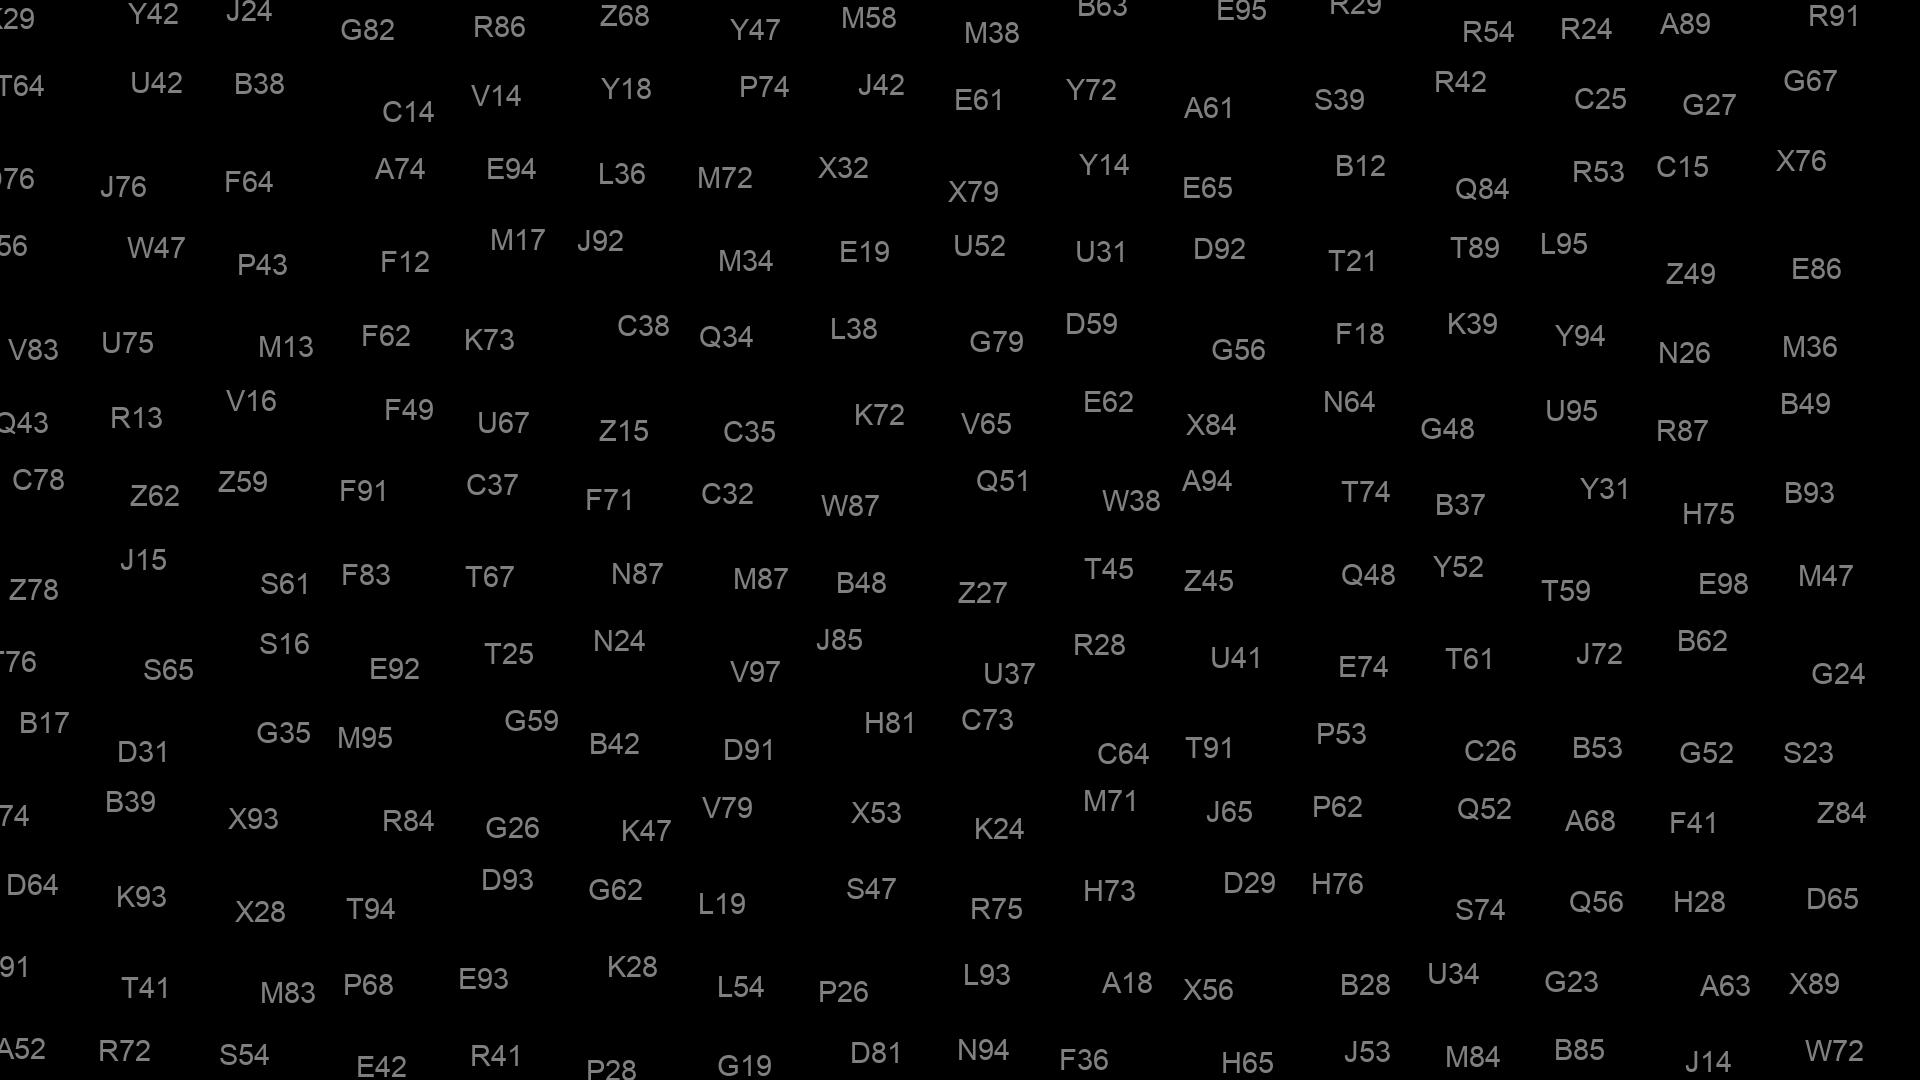 Y42 J24 G82 R86 Z68 Y47 M58 M38 B63 E95 R29 R54 R24 A89 R91
T64 U42 B38 C14 V14 Y18 P74 J42 E61 Y72 A61 S39 R42 C25 G27 G67
J76 F64 A74 E94 L36 M72 X32 X79 Y14 E65 B12 Q84 R53 C15 X76
W47 P43 F12 M17 J92 M34 E19 U52 U31 D92 T21 T89 L95 Z49 E86
V83 U75 M13 F62 K73 C38 Q34 L38 G79 D59 G56 F18 K39 Y94 N26 M36
Q43 R13 V16 F49 U67 Z15 C35 K72 V65 E62 X84 N64 G48 U95 R87 B49
C78 Z62 Z59 F91 C37 F71 C32 W87 Q51 W38 A94 T74 B37 Y31 H75 B93
Z78 J15 S61 F83 T67 N87 M87 B48 Z27 T45 Z45 Q48 Y52 T59 E98 M47
S65 S16 E92 T25 N24 V97 J85 U37 R28 U41 E74 T61 J72 B62 G24
B17 D31 G35 M95 G59 B42 D91 H81 C73 C64 T91 P53 C26 B53 G52 S23
B39 X93 R84 G26 K47 V79 X53 K24 M71 J65 P62 Q52 A68 F41 Z84
D64 K93 X28 T94 D93 G62 L19 S47 R75 H73 D29 H76 S74 Q56 H28 D65
T41 M83 P68 E93 K28 L54 P26 L93 A18 X56 B28 U34 G23 A63 X89
A52 R72 S54 E42 R41 P28 G19 D81 N94 F36 H65 J53 M84 B85 J14 W72